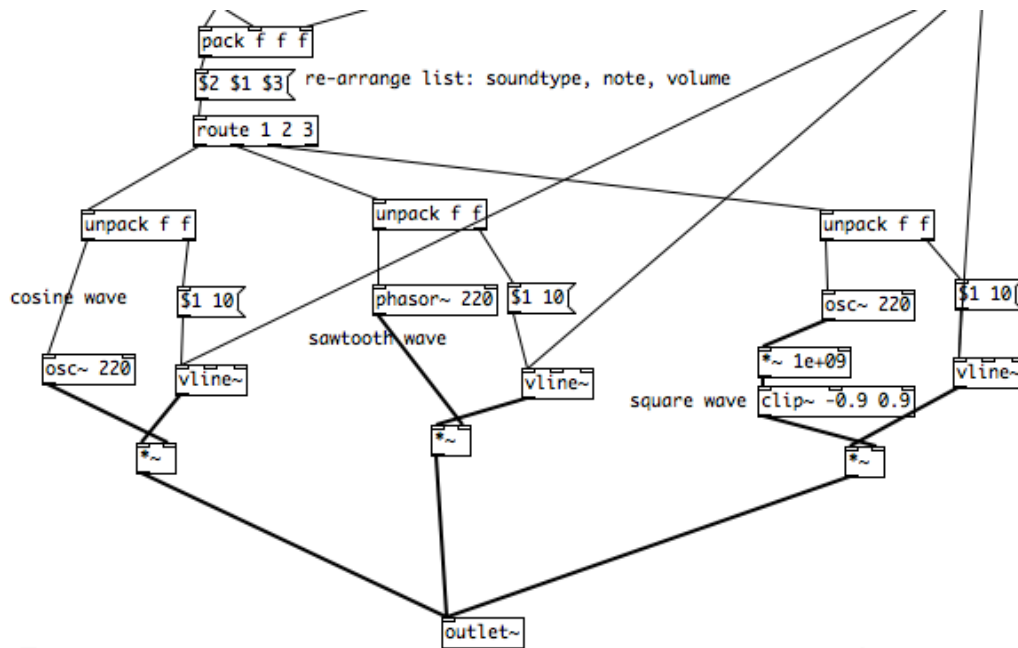 pack f f f
$2 $1 $3
re-arrange list: soundtype, note, volume
route 1 2 3
unpack f f
unpack f f
unpack f f
cosine wave
$1 10
phasor~ 220
$1 10
osc~ 220
$1 10
sawtooth wave
osc~ 220
vline~
vline~
*~ 1e+09
vline~
square wave
clip~ -0.9 0.9
*~
*~
*~
outlet~